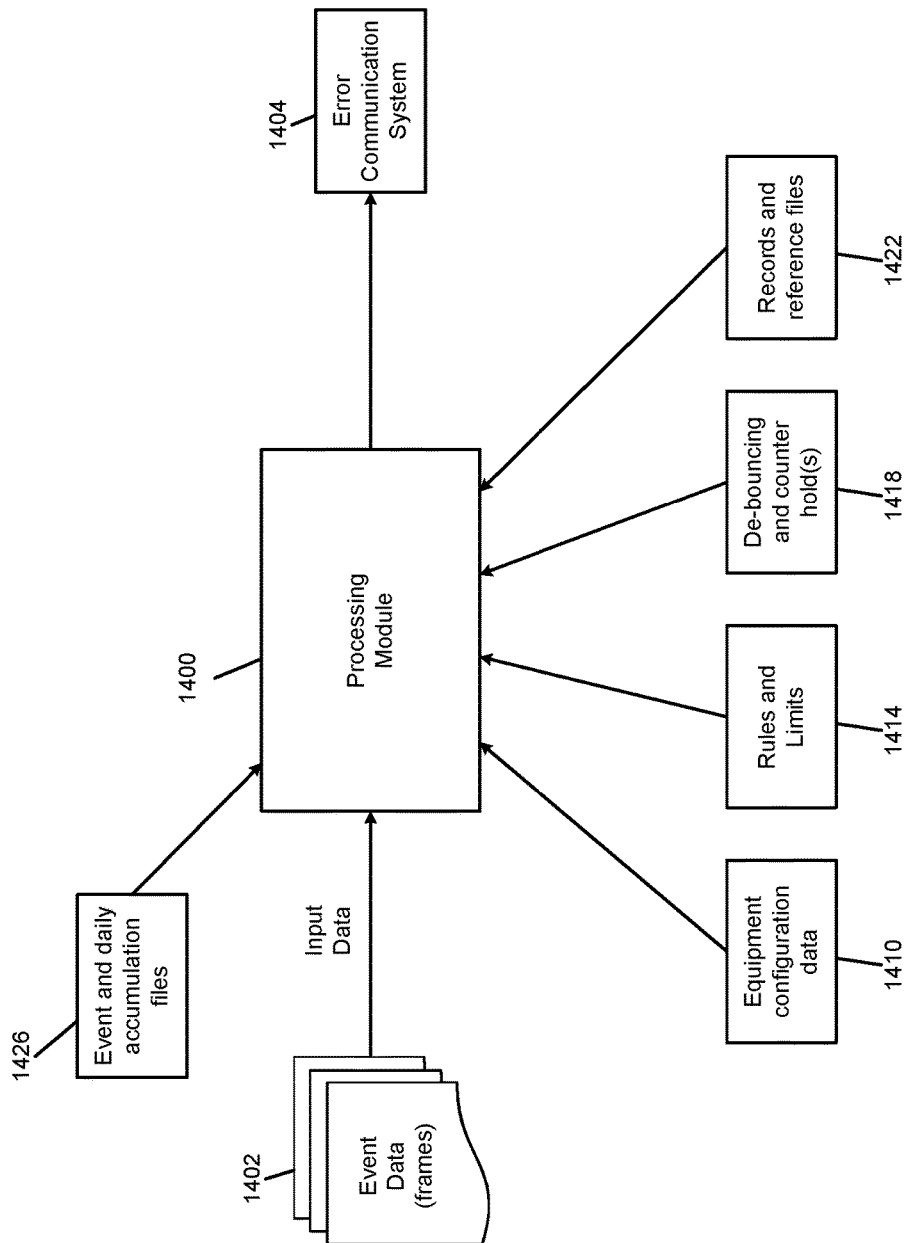 1426
Event and daily
accumulation
files
1402
Event
Data
(frames)
Input
Data
1400
Processing
Module
1404
Error
Communication
System
Equipment
configuration
data
1410
Rules and
Limits
1414
De-bouncing
and counter
hold(s)
1418
Records and
reference files
1422